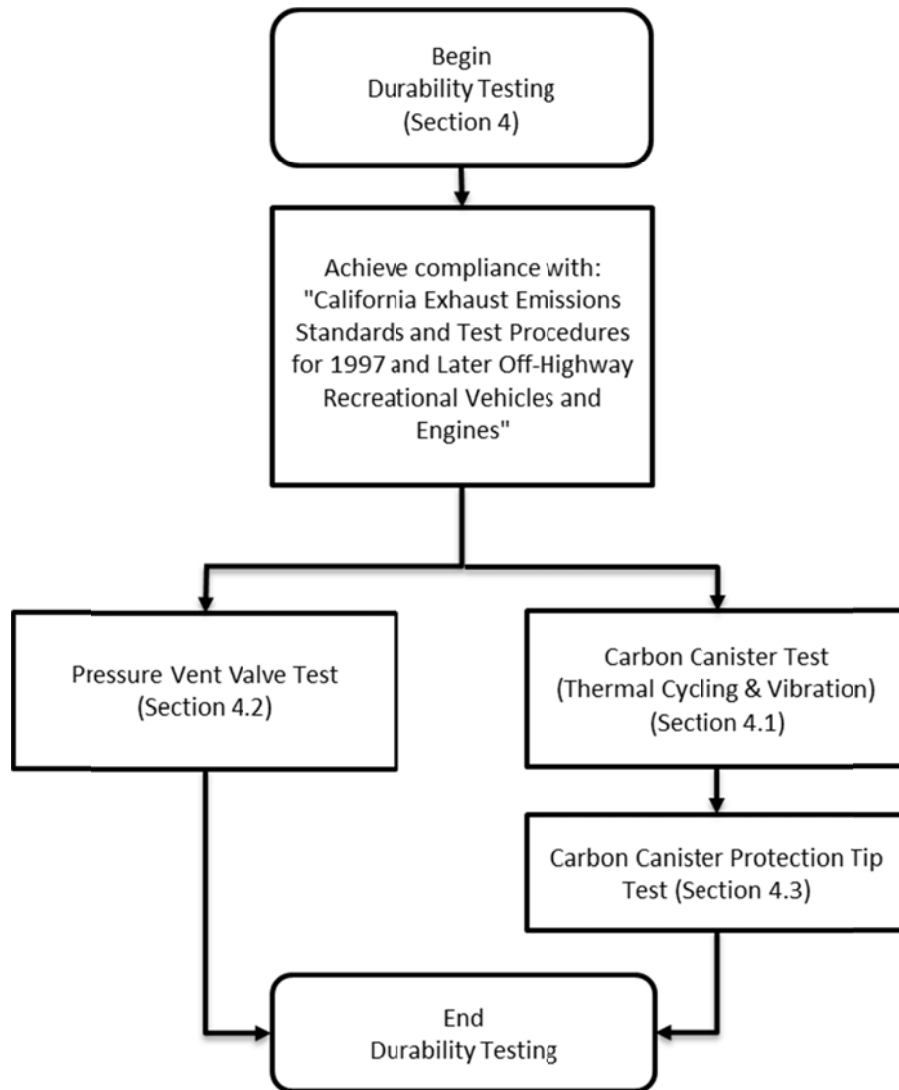 Begin
Durability Testing
(Section 4)
Achieve compliance with:
"California Exhaust Emissions
Standards and Test Procedures
for 1997 and Later Off-Highway
Recreational Vehicles and
Engines"
Pressure Vent Valve Test
(Section 4.2)
Carbon Canister Test
(Thermal Cycling & Vibration)
(Section 4.1)
Carbon Canister Protection Tip
Test (Section 4.3)
End
Durability Testing